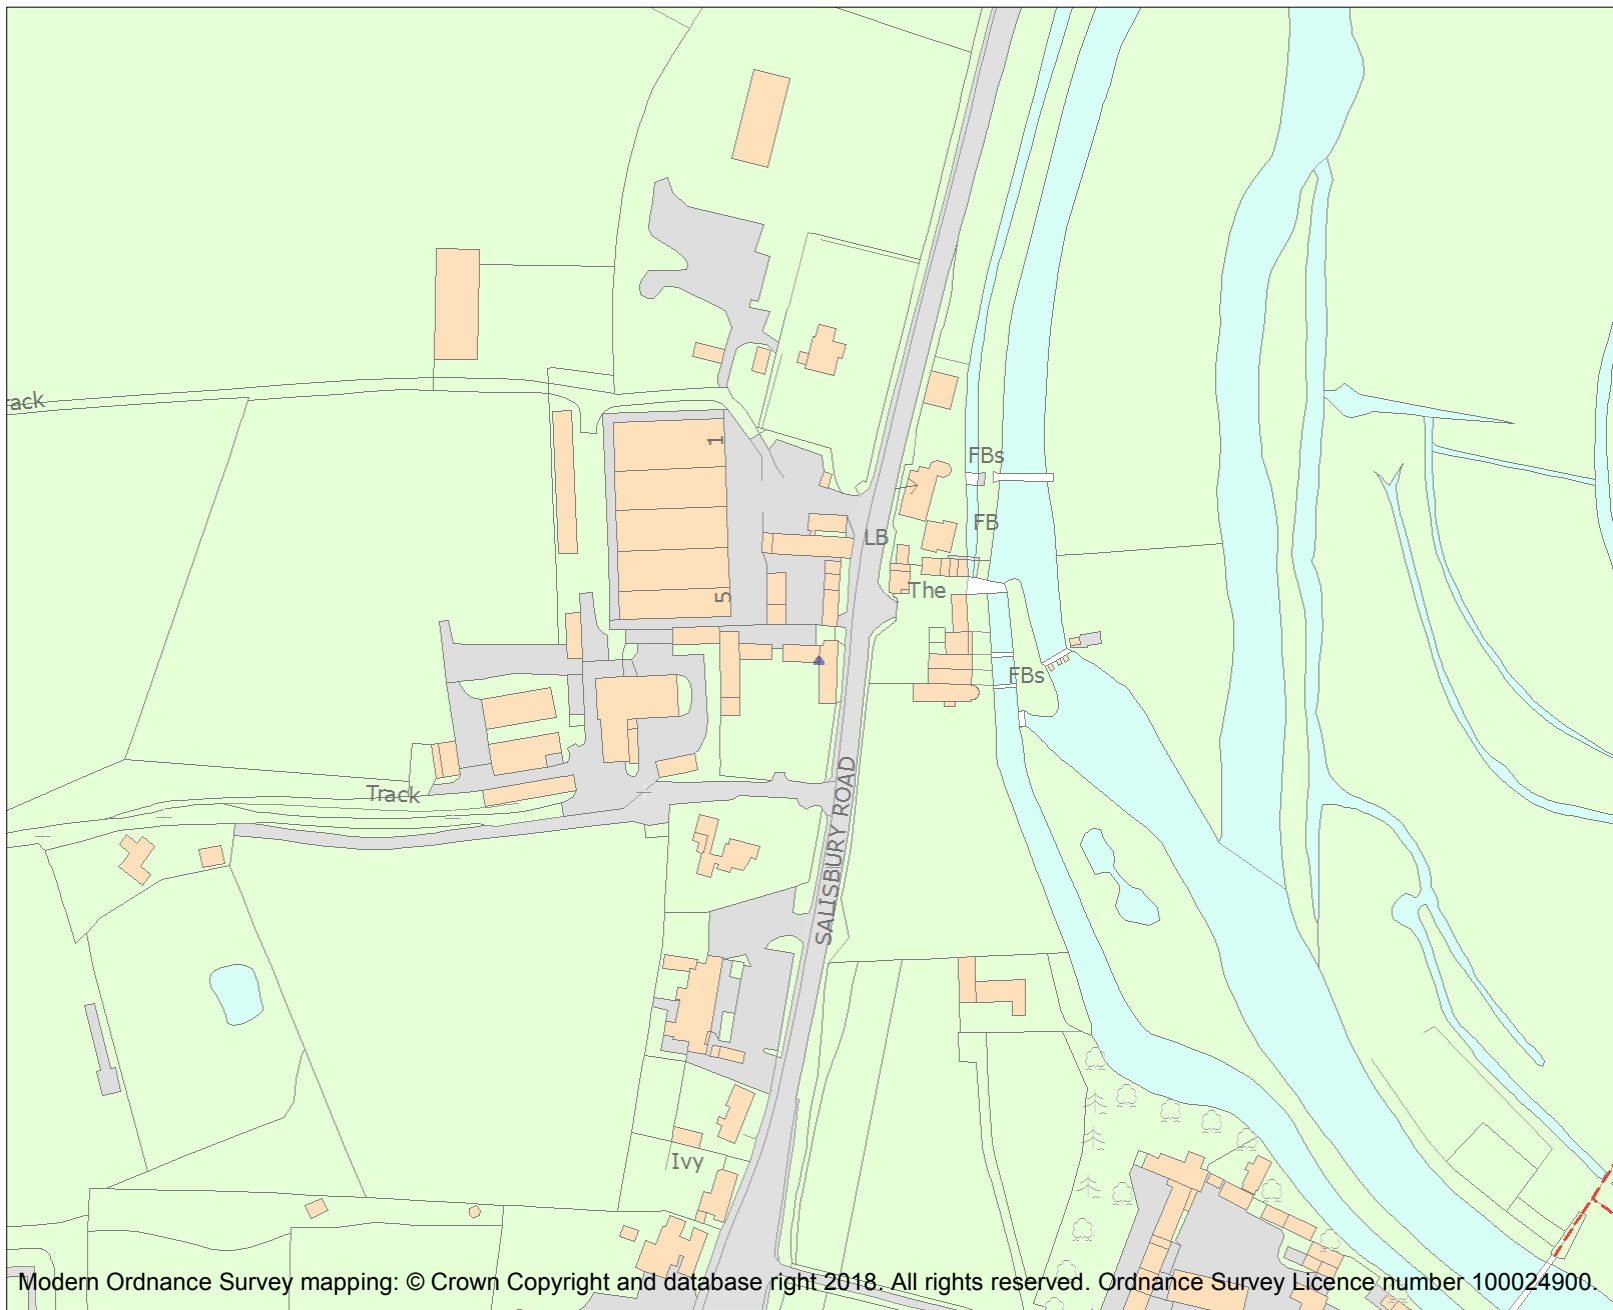 rack
1
FBs
FB
LB
The
5
FBs
Track
SALISBURY ROAD
Ivy
Modern Ordnance Survey mapping: © Crown Copyright and database right 2018. All rights reserved. Ordnance Survey Licence number 100024900.